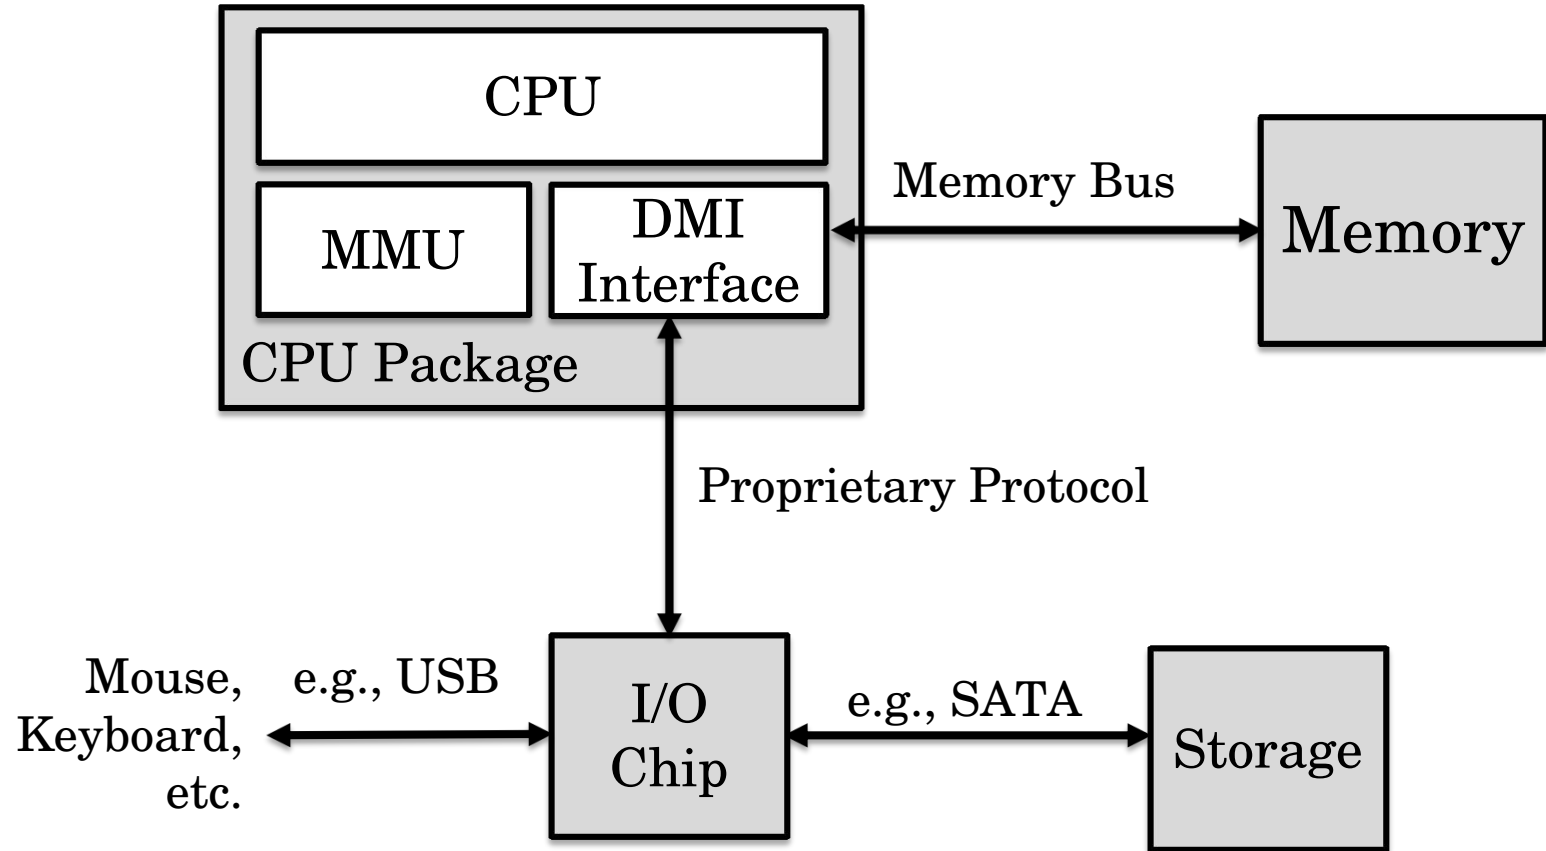 CPU
MMU
DMI
Interface
CPU Package
Memory Bus
Memory
Proprietary Protocol
Mouse,
Keyboard,
etc.
e.g., USB
I/O
Chip
e.g., SATA
Storage